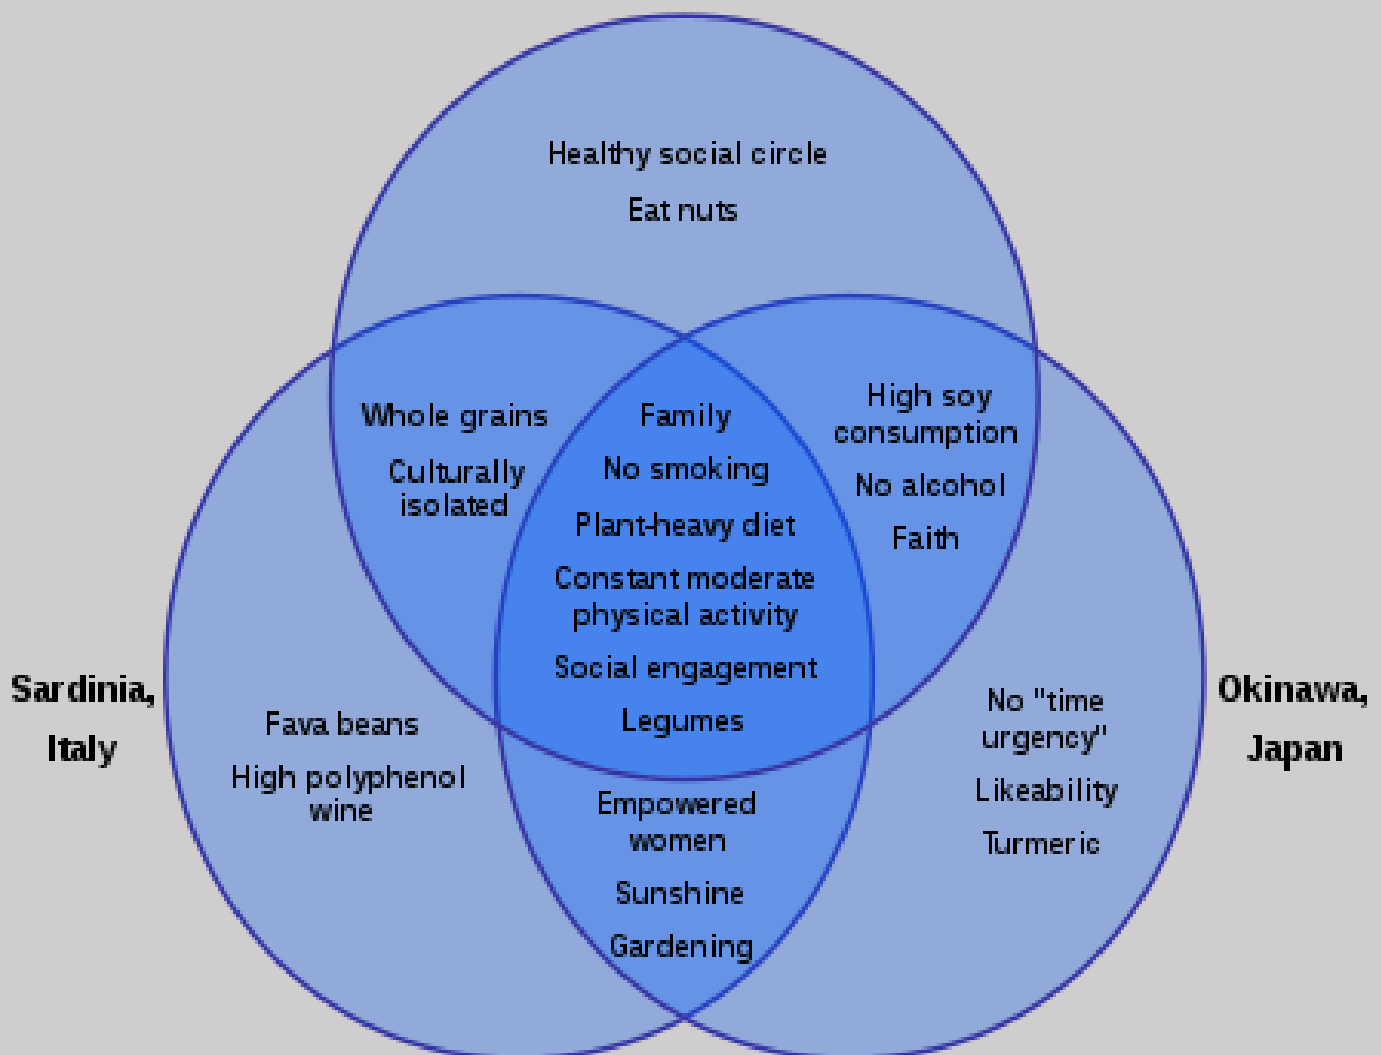 Healthy social circle
Eat nuts
Whole grains
Culturally
isolated
Family
No smoking
Plant-heavy diet
Constant moderate
physical activity
Social engagement
Legumes
High soy
consumption
No alcohol
Faith
Sardinia,
Italy
Fava beans
High polyphenol
wine
Empowered
women
Sunshine
Gardening
No "time
urgency"
Likeability
Turmeric
Okinawa,
Japan